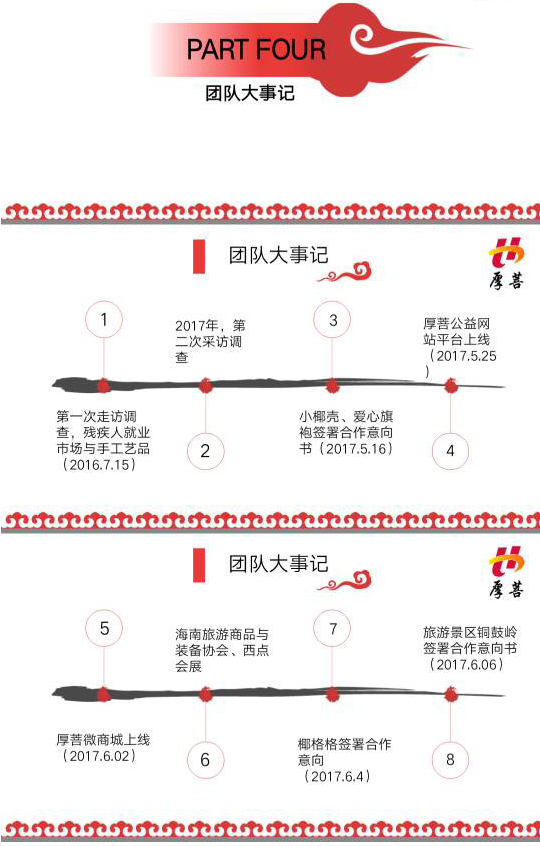 PART FOUR
团队大事记
团队大事记
厚菩
1
2017年，第
二次采访调
查
3
厚菩公益网
站平台上线
（2017.5.25
）
第一次走访调
查，残疾人就业
市场与手工艺品
（2016.7.15）
2
小椰壳、爱心旗
袍签署合作意向
书（2017.5.16）
4
团队大事记
厚菩
5
海南旅游商品与
装备协会、西点
会展
7
旅游景区铜鼓岭
签署合作意向书
（2017.6.06）
厚菩微商城上线
（2017.6.02）
6
椰格格签署合作
意向
（2017.6.4）
8